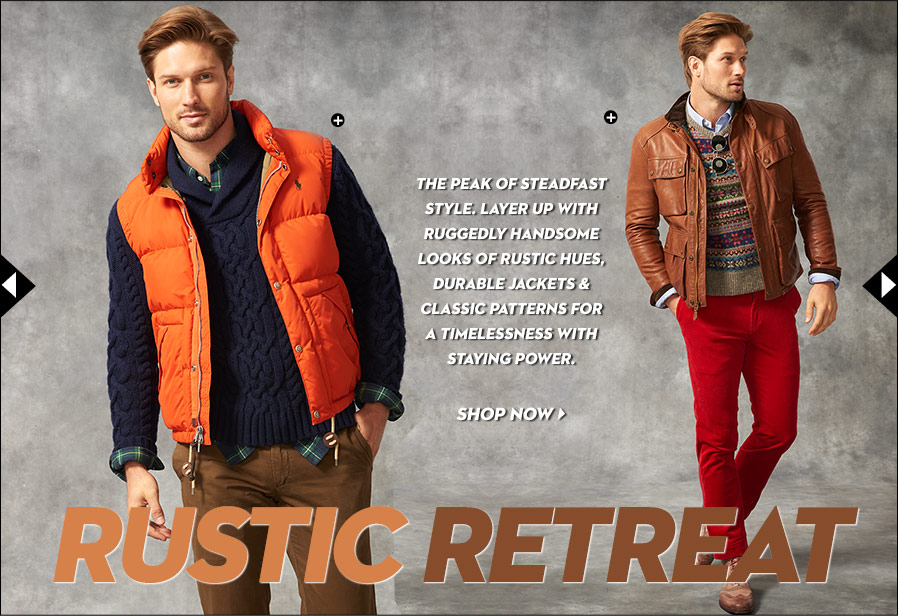 THE PEAK OF STEADFAST
STYLE. LAYER UP WITH
RUGGEDLY HANDSOME
LOOKS OF RUSTIC HUES,
DURABLE JACKETS &
CLASSIC PATTERNS FOR
A TIMELESSNESS WITH
STAYING POWER.
SHOP NOW
RUSTIC RETREAT